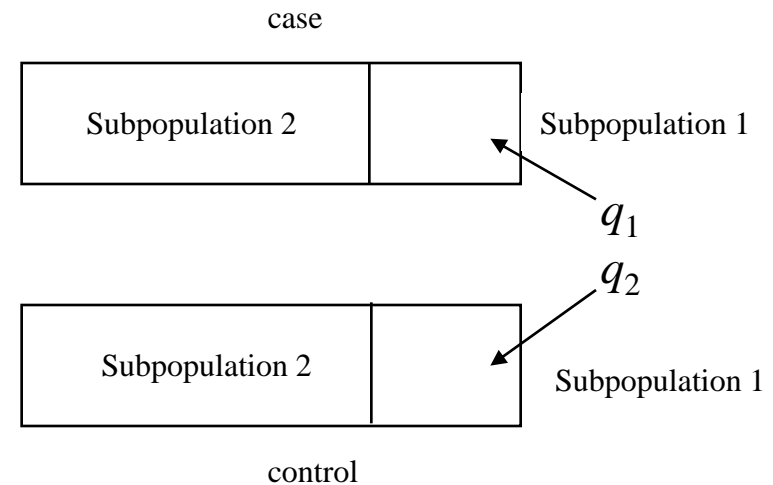 case
Subpopulation 2
Subpopulation 1
q₁
q₂
Subpopulation 2
Subpopulation 1
control